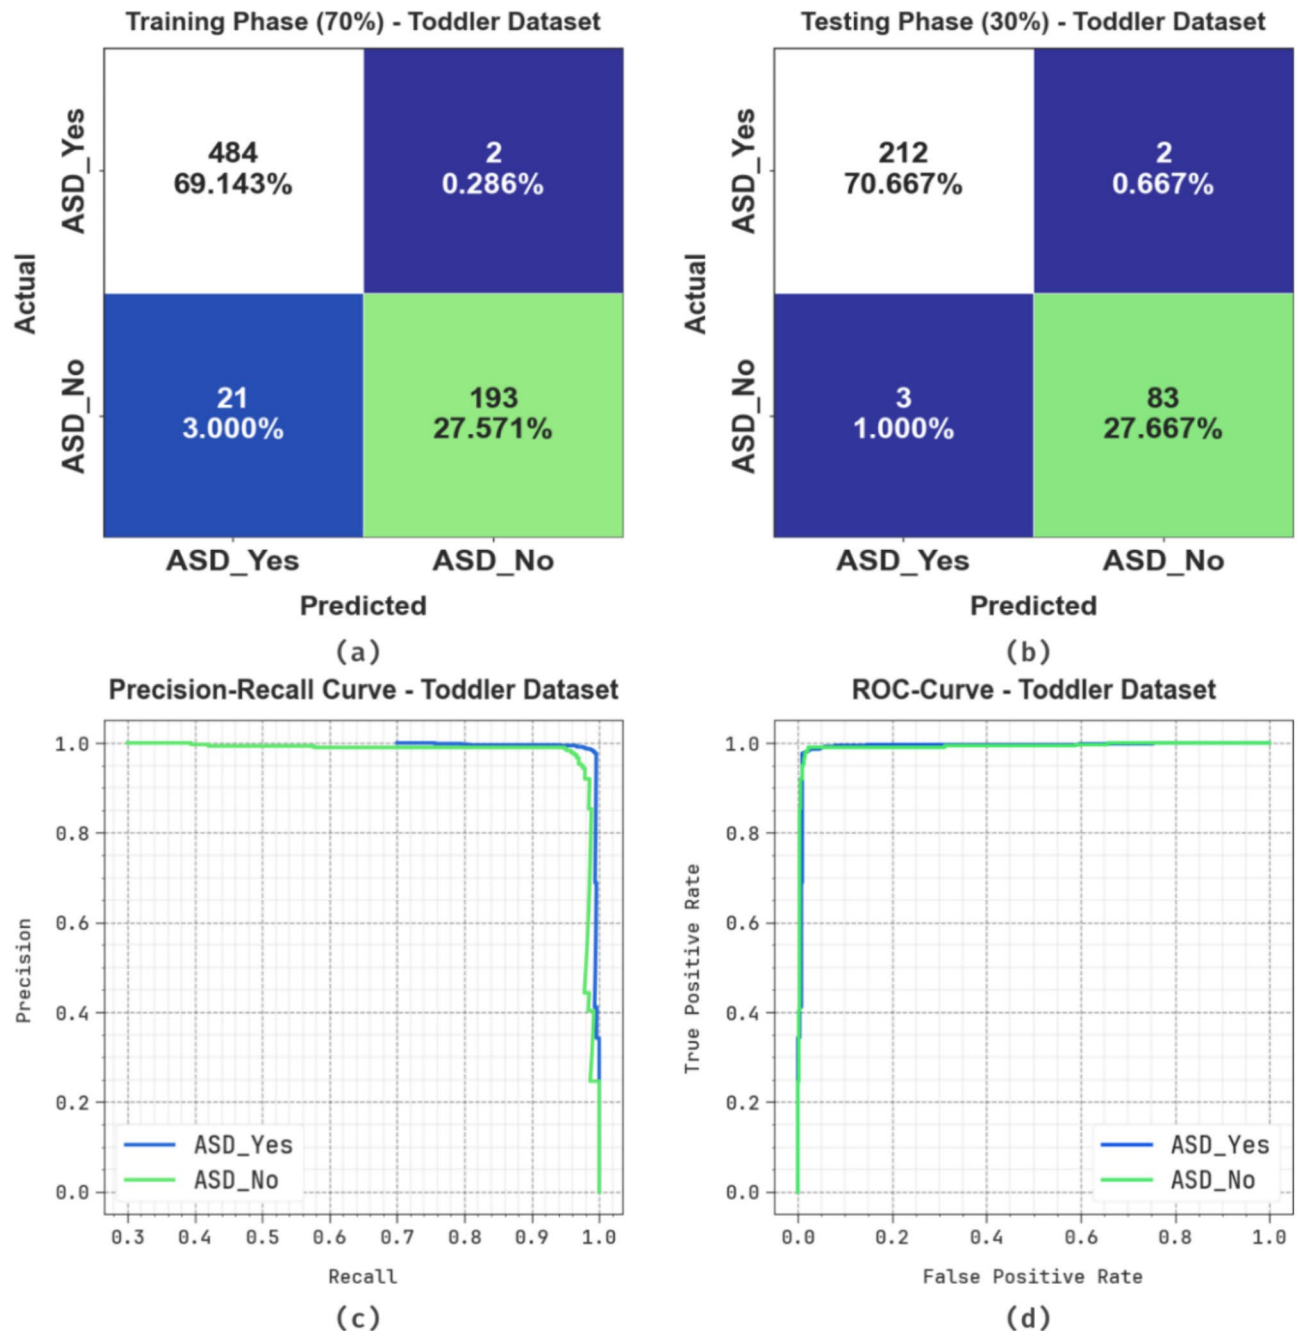 Training Phase (70%) - Toddler Dataset
Actual
ASD_Yes
484
69.143%
2
0.286%
ASD_No
21
3.000%
193
27.571%
ASD_Yes
ASD_No
Predicted
(a)
Testing Phase (30%) - Toddler Dataset
Actual
ASD_Yes
212
70.667%
2
0.667%
ASD_No
3
1.000%
83
27.667%
ASD_Yes
ASD_No
Predicted
(b)
Precision-Recall Curve - Toddler Dataset
Precision
1.0
0.8
0.6
0.4
0.2
0.0
ASD_Yes
ASD_No
0.3 0.4 0.5 0.6 0.7 0.8 0.9 1.0
Recall
(c)
ROC-Curve - Toddler Dataset
True Positive Rate
1.0
0.8
0.6
0.4
0.2
0.0
ASD_Yes
ASD_No
0.0 0.2 0.4 0.6 0.8 1.0
False Positive Rate
(d)